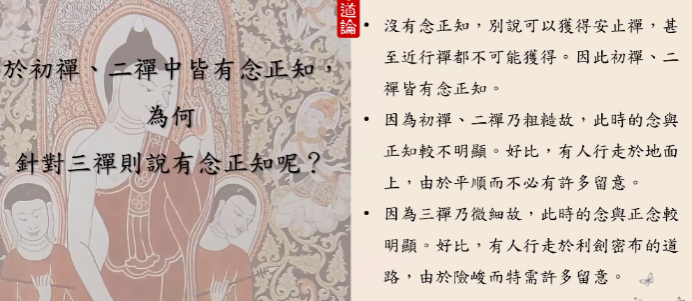 於初禪、二禪中皆有念正知，
為何
針對三禪則說有念正知呢？
道論
• 沒有念正知，別說可以獲得安止禪，甚
至近行禪都不可能獲得。因此初禪、二
禪皆有念正知。
• 因為初禪、二禪乃粗糙故，此時的念與
正知較不明顯。好比，有人行走於地面
上，由於平順而不必有許多留意。
• 因為三禪乃微細故，此時的念與正念較
明顯。好比，有人行走於利劍密布的道
路，由於險峻而特需許多留意。